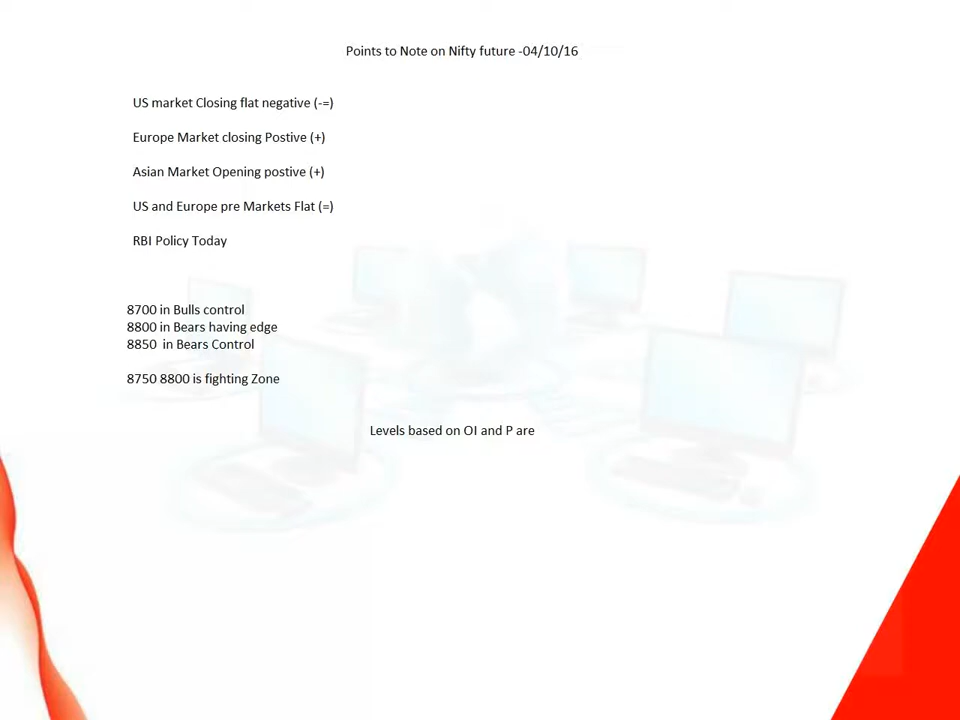 Points to Note on Nifty future -04/10/16
US market Closing flat negative (-=)
Europe Market closing Postive (+)
Asian Market Opening postive (+)
US and Europe pre Markets Flat (=)
RBI Policy Today
8700 in Bulls control
8800 in Bears having edge
8850  in Bears Control
8750 8800 is fighting Zone
Levels based on OI and P are